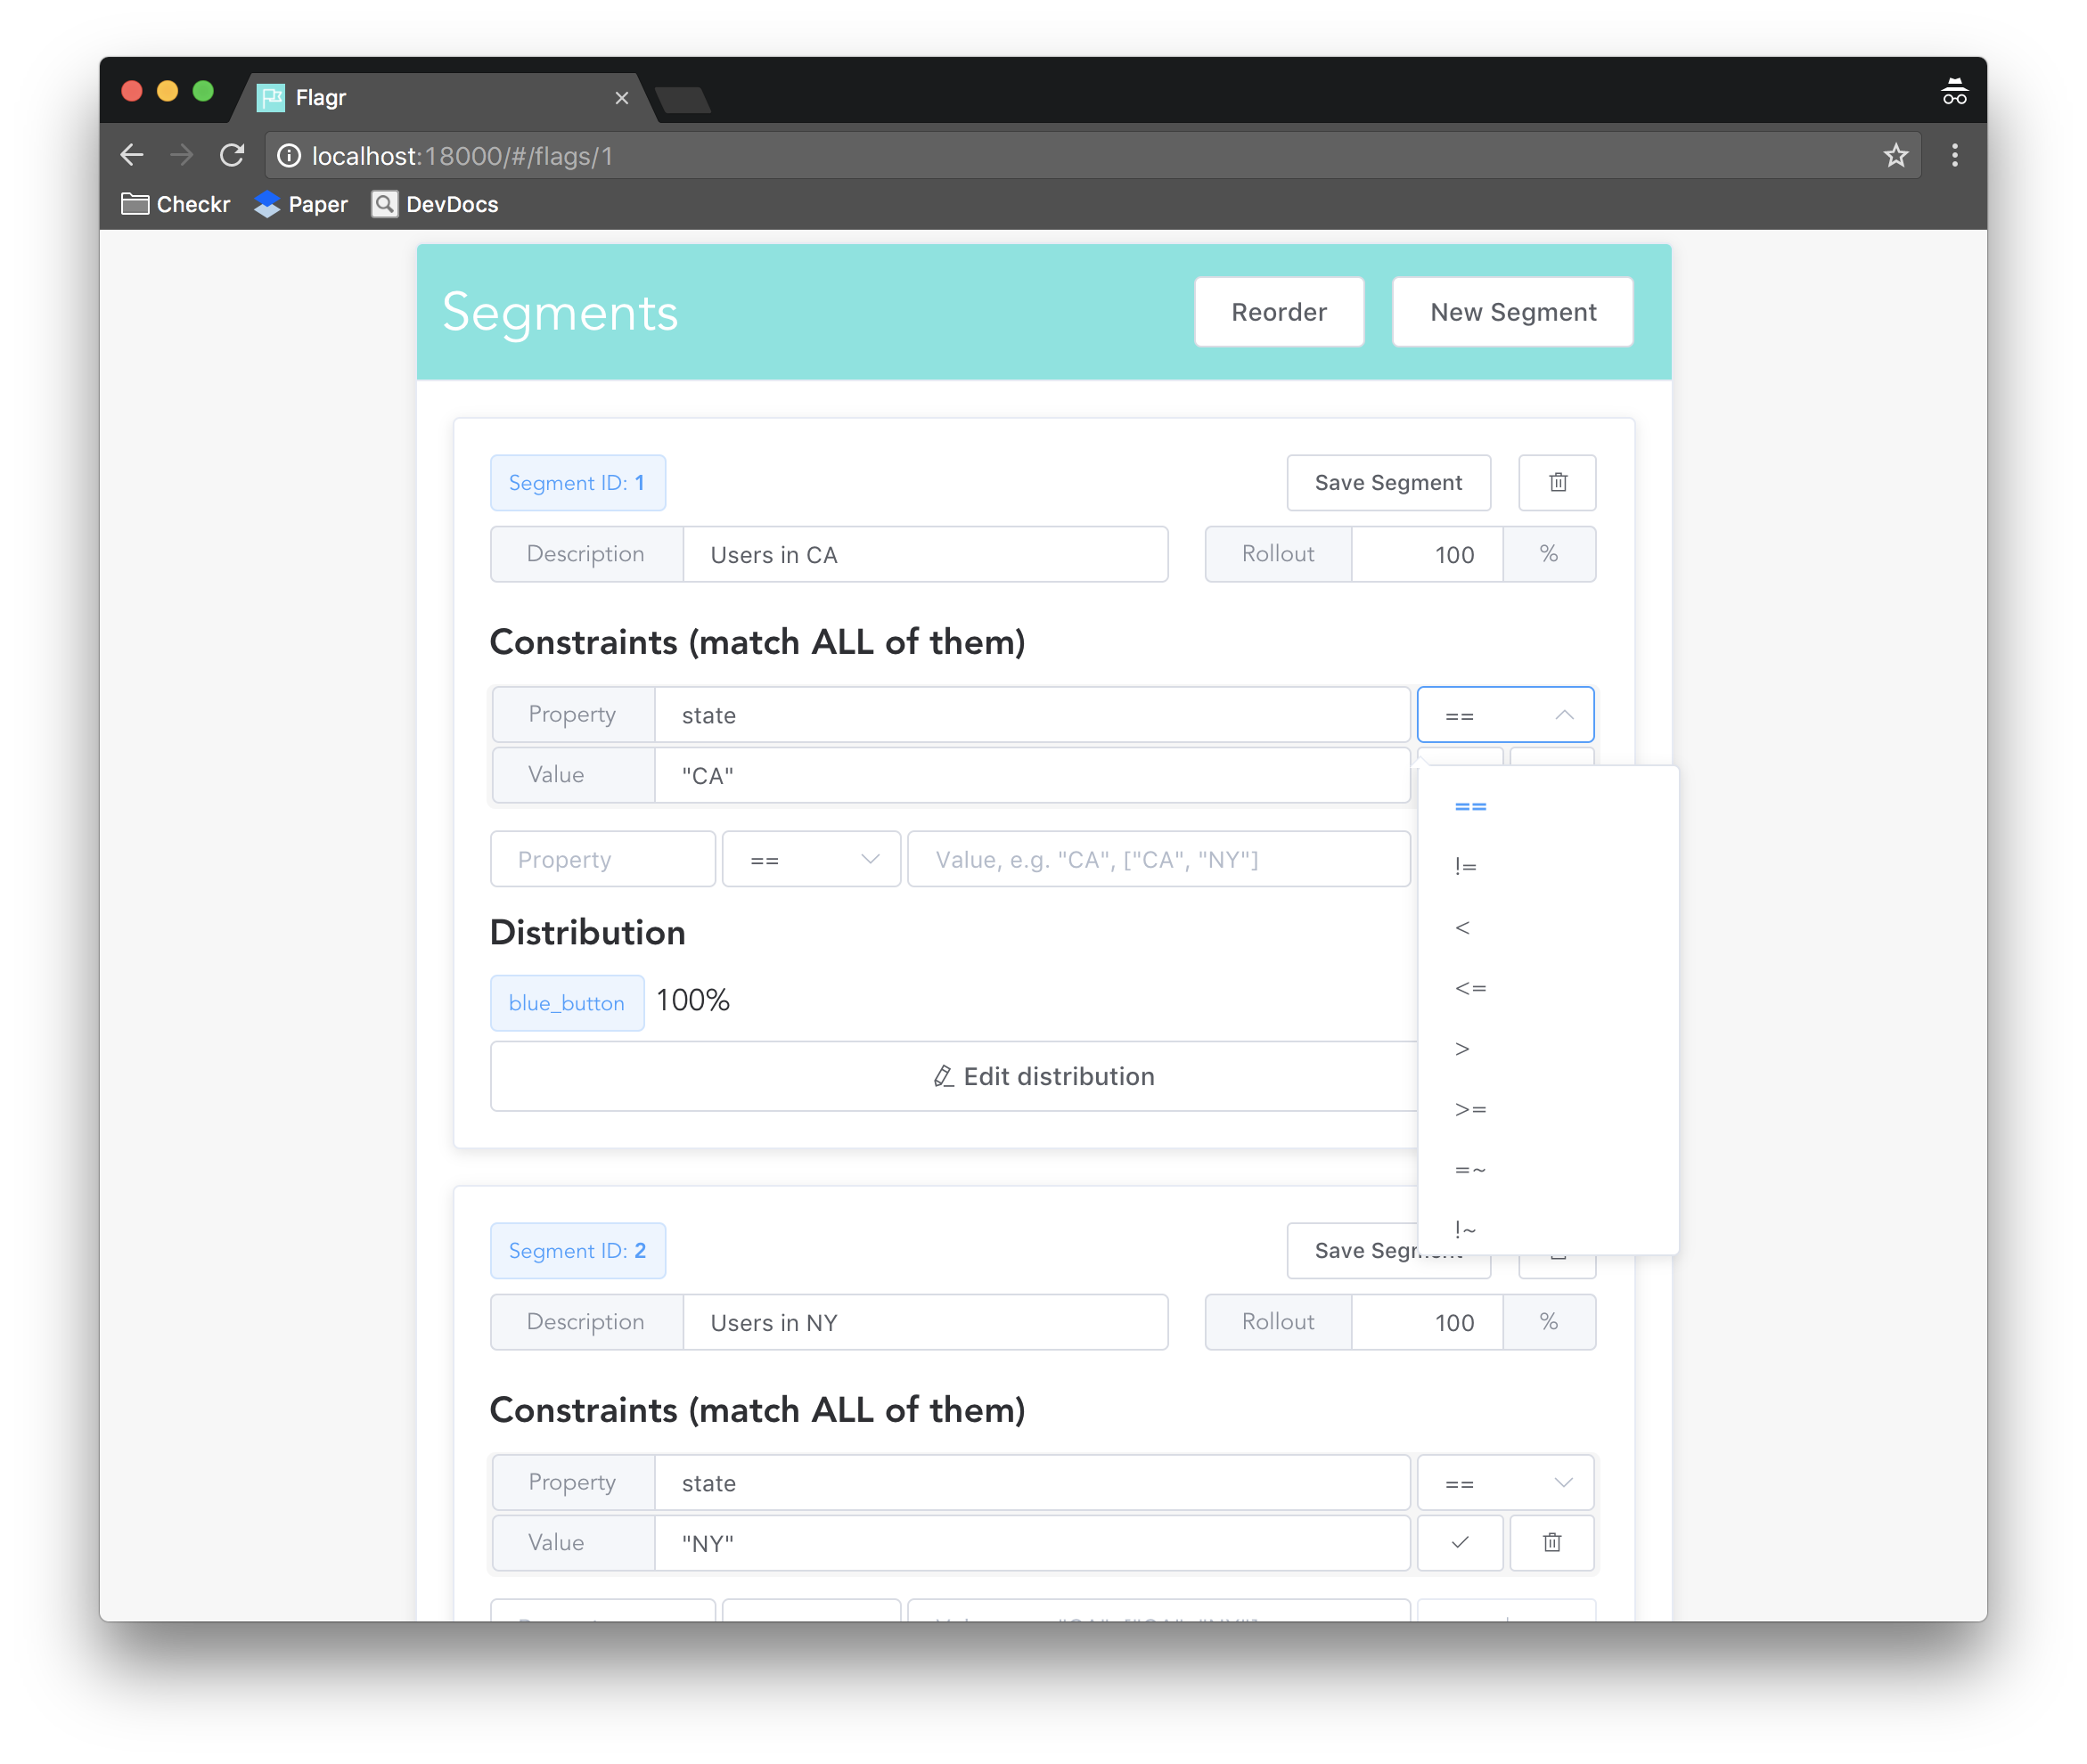 Flagr
localhost:18000/#/flags/1
Checkr Paper DevDocs
Segments Reorder New Segment
Segment ID: 1 Save Segment
Description Users in CA Rollout 100 %
Constraints (match ALL of them)
Property state ==
Value "CA"
==
!=
<
<=
>
>=
=~
!~
Property == Value, e.g. "CA", ["CA", "NY"]
Distribution
blue_button 100%
Edit distribution
Segment ID: 2 Save
Description Users in NY Rollout 100 %
Constraints (match ALL of them)
Property state ==
Value "NY"